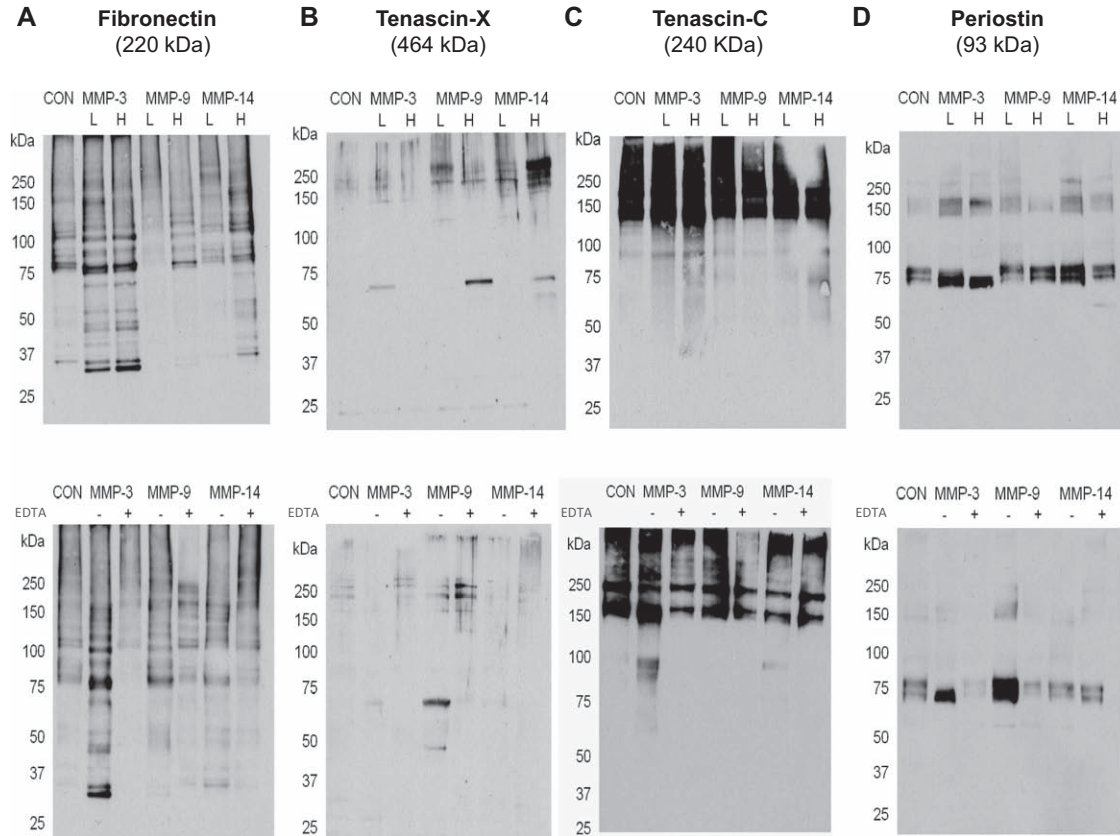 A Fibronectin
(220 kDa)
B Tenascin-X
(464 kDa)
C Tenascin-C
(240 KDa)
D Periostin
(93 kDa)
CON MMP-3 MMP-9 MMP-14
L H L H L H
kDa
250
150
100
75
50
37
25
CON MMP-3 MMP-9 MMP-14
L H L H L H
kDa
250
150
100
75
50
37
25
CON MMP-3 MMP-9 MMP-14
L H L H L H
kDa
250
150
100
75
50
37
25
CON MMP-3 MMP-9 MMP-14
L H L H L H
kDa
250
150
100
75
50
37
25
CON MMP-3 MMP-9 MMP-14
EDTA - + - + - +
kDa
250
150
100
75
50
37
25
CON MMP-3 MMP-9 MMP-14
EDTA - + - + - +
kDa
250
150
100
75
50
37
25
CON MMP-3 MMP-9 MMP-14
EDTA - + - + - +
kDa
250
150
100
75
50
37
25
CON MMP-3 MMP-9 MMP-14
EDTA - + - + - +
kDa
250
150
100
75
50
37
25